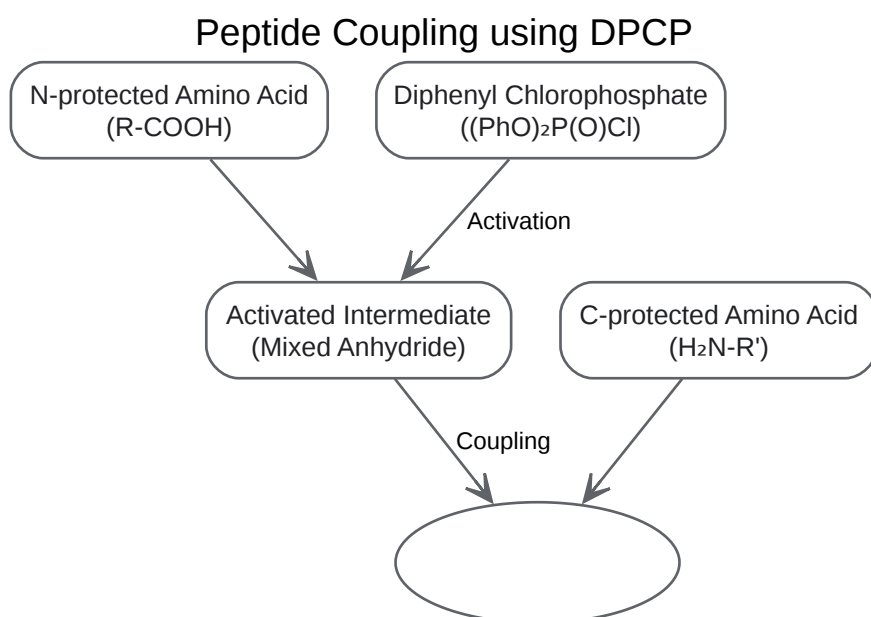 Peptide Coupling using DPCP
N-protected Amino Acid
(R-COOH)
Diphenyl Chlorophosphate
((PhO)₂P(O)Cl)
Activation
Activated Intermediate
(Mixed Anhydride)
C-protected Amino Acid
(H₂N-R')
Coupling